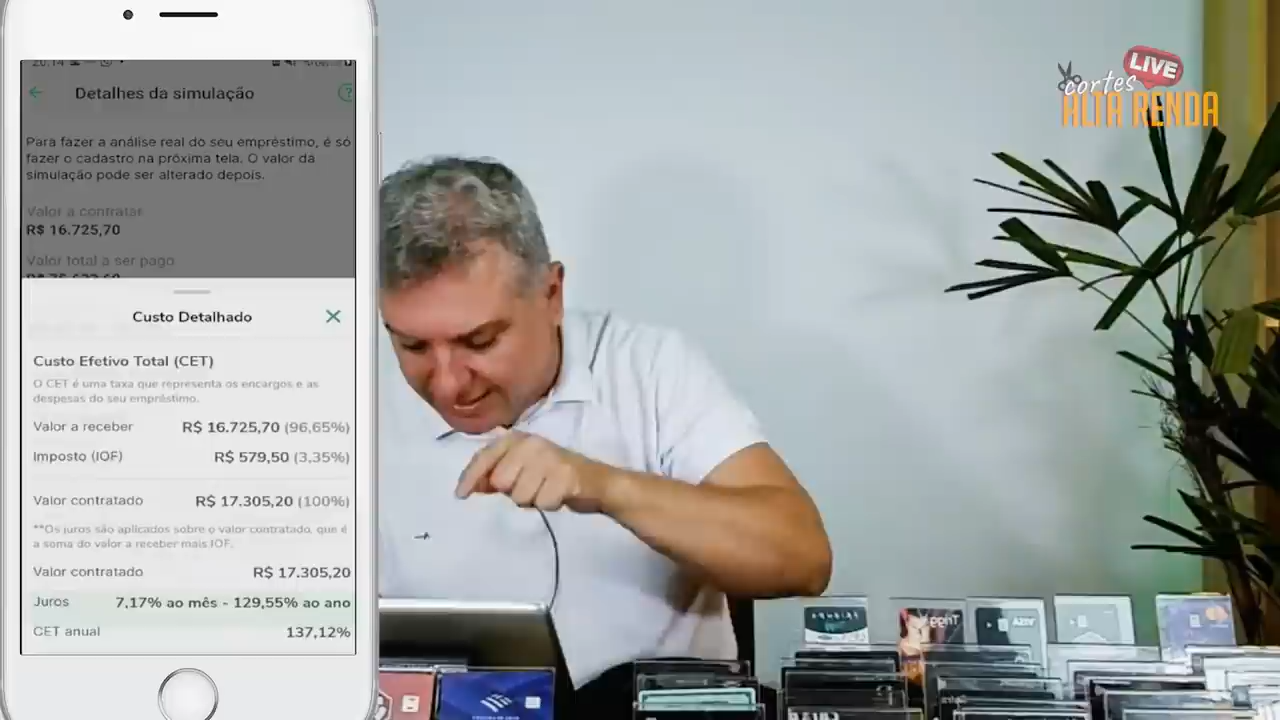 20:14
Detalhes da simulação
?
Para fazer a análise real do seu empréstimo, é só
fazer o cadastro na próxima tela. O valor da
simulação pode ser alterado depois.
Valor a contratar
R$ 16.725,70
Valor total a ser pago
Custo Detalhado
Custo Efetivo Total (CET)
O CET é uma taxa que representa os encargos e as
despesas do seu empréstimo.
Valor a receber R$ 16.725,70 (96,65%)
Imposto (IOF) R$ 579,50 (3,35%)
Valor contratado R$ 17.305,20 (100%)
**Os juros são aplicados sobre o valor contratado, que é
a soma do valor a receber mais IOF.
Valor contratado R$ 17.305,20
Juros 7,17% ao mês - 129,55% ao ano
CET anual 137,12%
LIVE
cortes
ALTA RENDA
VISA